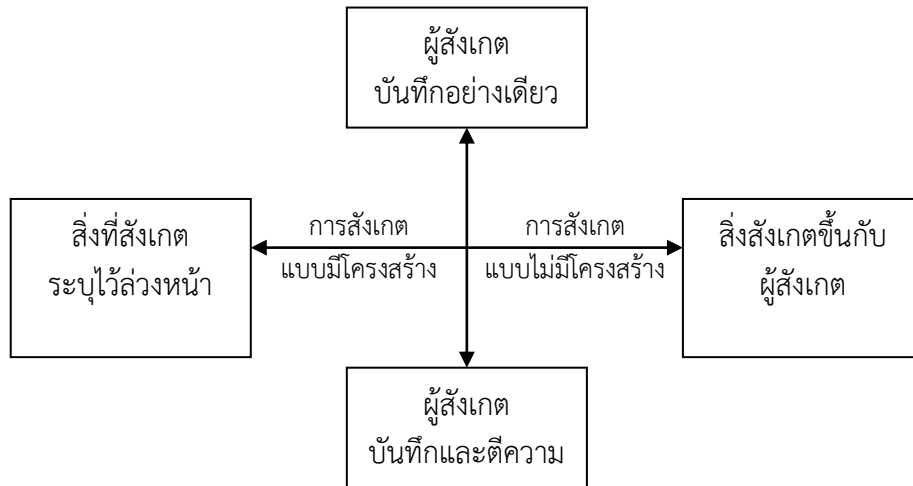 ผู้สังเกต
บันทึกอย่างเดียว
สิ่งที่สังเกต
ระบุไว้ล่วงหน้า
การสังเกต
แบบมีโครงสร้าง
การสังเกต
แบบไม่มีโครงสร้าง
สิ่งสังเกตขึ้นกับ
ผู้สังเกต
ผู้สังเกต
บันทึกและตีความ